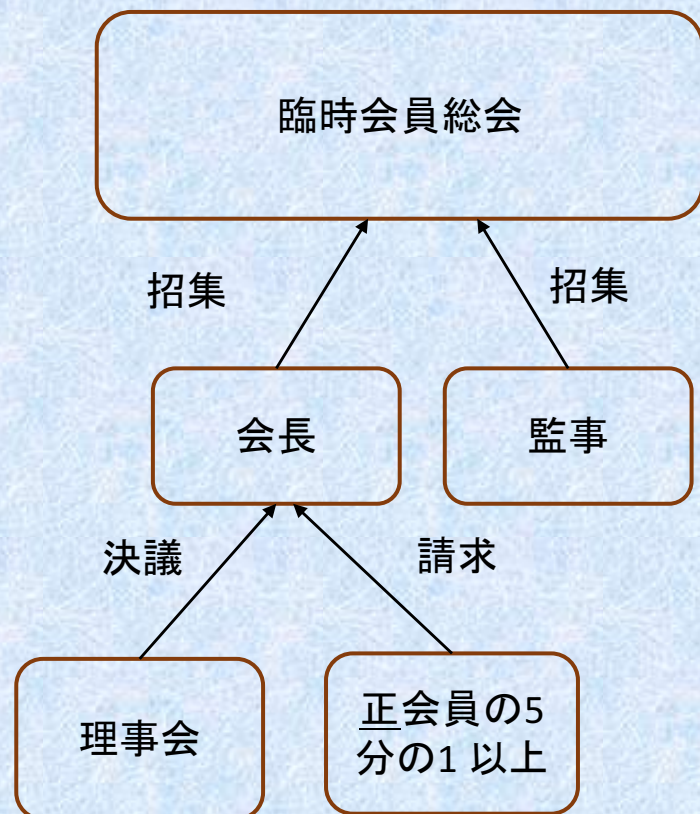 臨時会員総会
招集
招集
会長
監事
決議
請求
理事会
正会員の5
分の1 以上